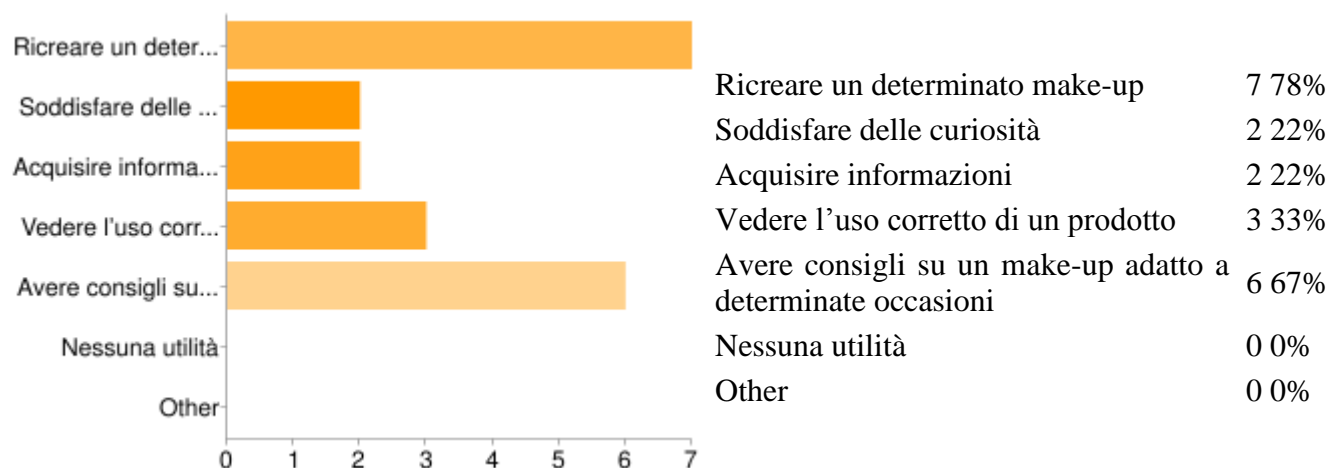 Ricreare un deter...
Soddisfare delle ...
Acquisire informa...
Vedere l'uso corr...
Avere consigli su...
Nessuna utilità
Other
0 1 2 3 4 5 6 7
Ricreare un determinato make-up 7 78%
Soddisfare delle curiosità 2 22%
Acquisire informazioni 2 22%
Vedere l’uso corretto di un prodotto 3 33%
Avere consigli su un make-up adatto a
determinate occasioni 6 67%
Nessuna utilità 0 0%
Other 0 0%